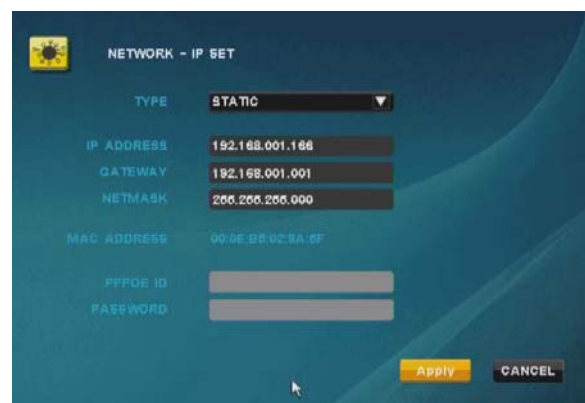 NETWORK - IP SET
TYPE STATIC
IP ADDRESS 192.168.001.166
GATEWAY 192.168.001.001
NETMASK 255.255.255.000
MAC ADDRESS
PPPOE ID
PASSWORD
Apply CANCEL